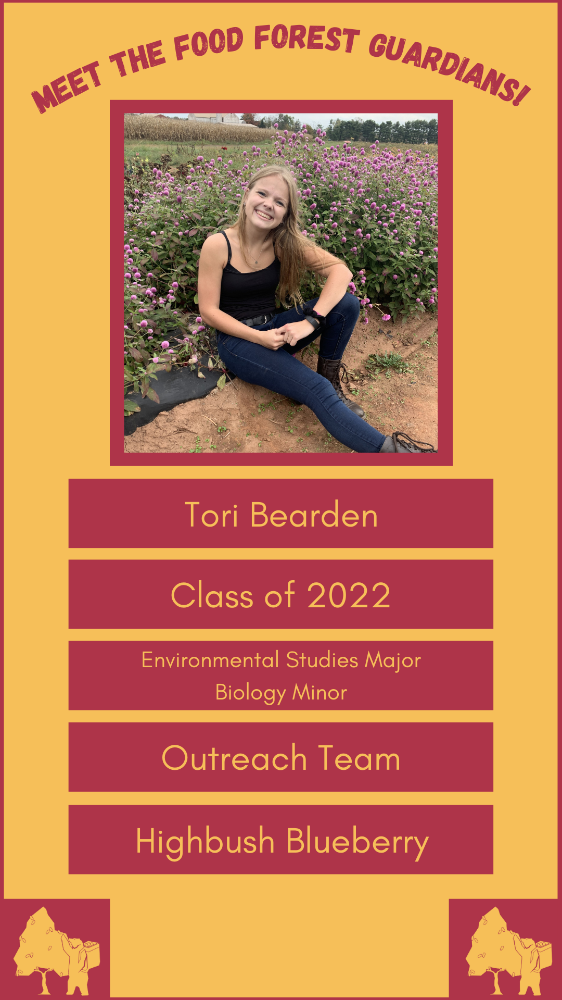 MEET THE FOOD FOREST GUARDIANS!
Tori Bearden
Class of 2022
Environmental Studies Major
Biology Minor
Outreach Team
Highbush Blueberry